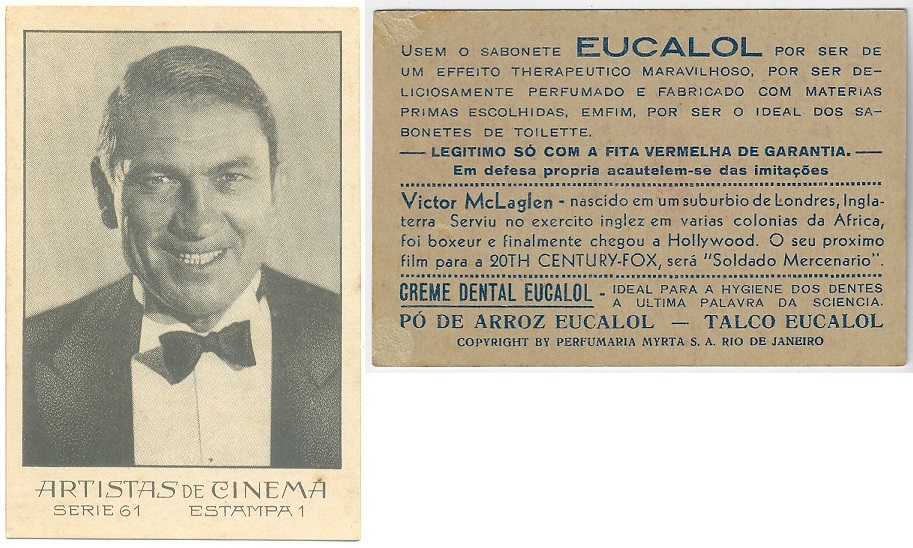 ARTISTAS DE CINEMA
SERIE 61 ESTAMPA 1
USEM O SABONETE EUCALOL POR SER DE
UM EFFEITO THERAPEUTICO MARAVILHOSO, POR SER DE-
LICIOSAMENTE PERFUMADO E FABRICADO COM MATERIAS
PRIMAS ESCOLHIDAS, EMFIM, POR SER O IDEAL DOS SA-
BONETES DE TOILETTE.
— LEGITIMO SÓ COM A FITA VERMELHA DE GARANTIA. —
Em defesa propria acautelem-se das imitações
Victor McLaglen - nascido em um suburbio de Londres, Ingla-
terra Serviu no exercito inglez em varias colonias da Africa,
foi boxeur e finalmente chegou a Hollywood. O seu proximo
film para a 20TH CENTURY-FOX, será "Soldado Mercenario".
CREME DENTAL EUCALOL - IDEAL PARA A HYGIENE DOS DENTES
A ULTIMA PALAVRA DA SCIENCIA.
PÓ DE ARROZ EUCALOL — TALCO EUCALOL
COPYRIGHT BY PERFUMARIA MYRTA S. A. RIO DE JANEIRO